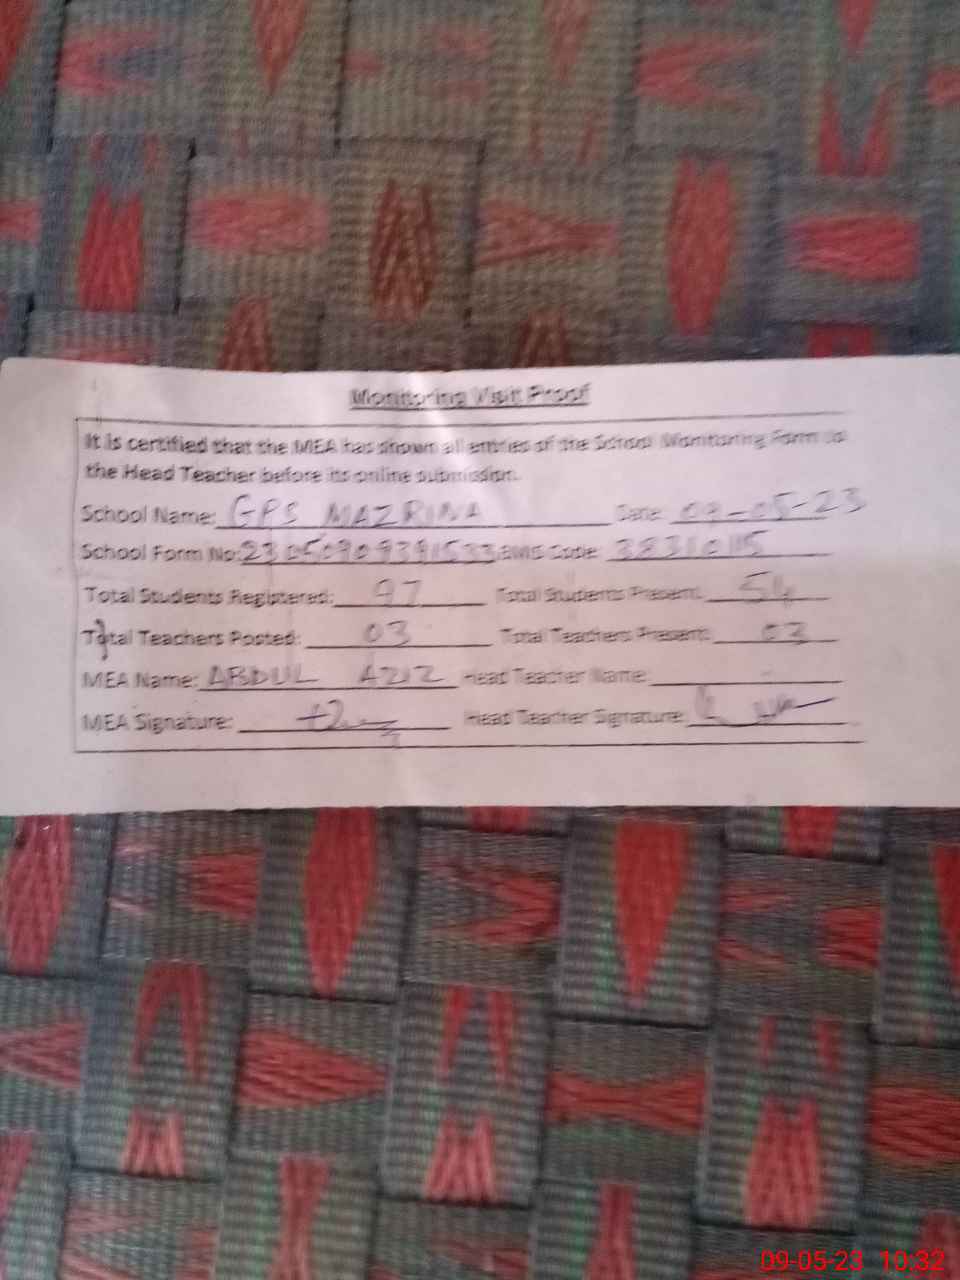 Monitoring Visit Proof
It is certified that the MEA has shown all entries of the School Monitoring Form to
the Head Teacher before its online submission.
School Name: GPS MAZRINA Date: 09-05-23
School Form No: 23050909391533 EMIS Code: 38310115
Total Students Registered: 97 Total Students Present: 54
Total Teachers Posted: 03 Total Teachers Present: 03
MEA Name: ABDUL AZIZ Head Teacher Name:
MEA Signature: Head Teacher Signature:
09-05-23 10:32